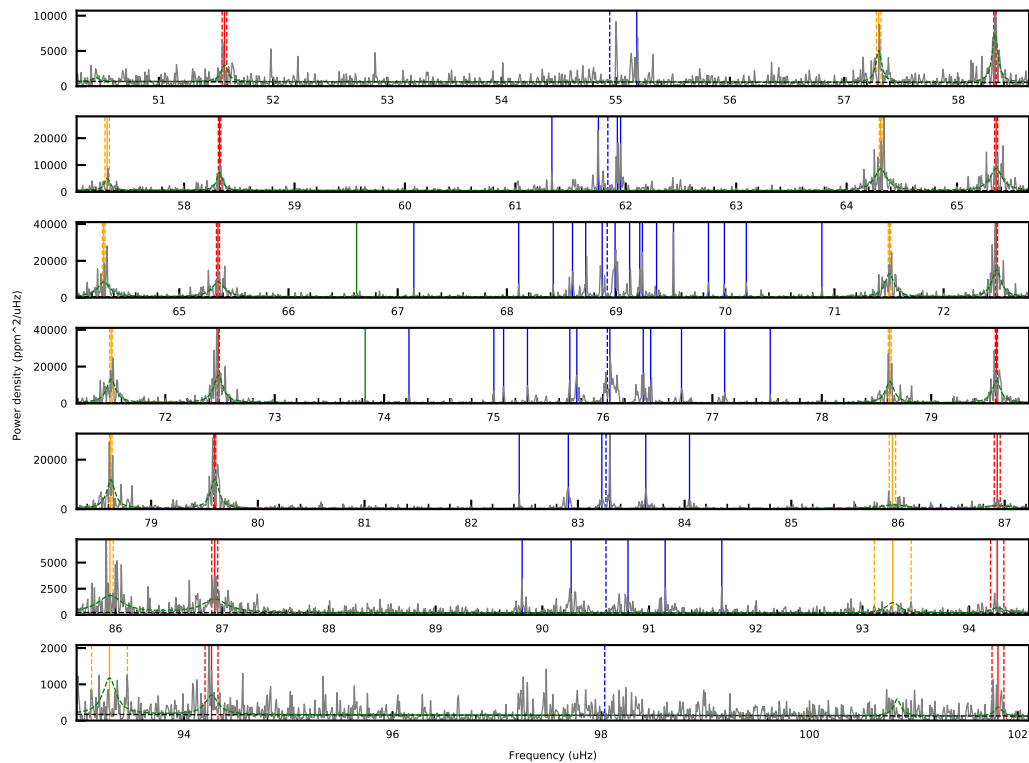 10000
5000
0
51 52 53 54 55 56 57 58
20000
10000
0
58 59 60 61 62 63 64 65
40000
20000
0
65 66 67 68 69 70 71 72
40000
20000
0
72 73 74 75 76 77 78 79
20000
0
79 80 81 82 83 84 85 86 87
5000
2500
0
86 87 88 89 90 91 92 93 94
2000
1000
0
94 96 98 100 102
Power density (ppm^2/uHz)
Frequency (uHz)